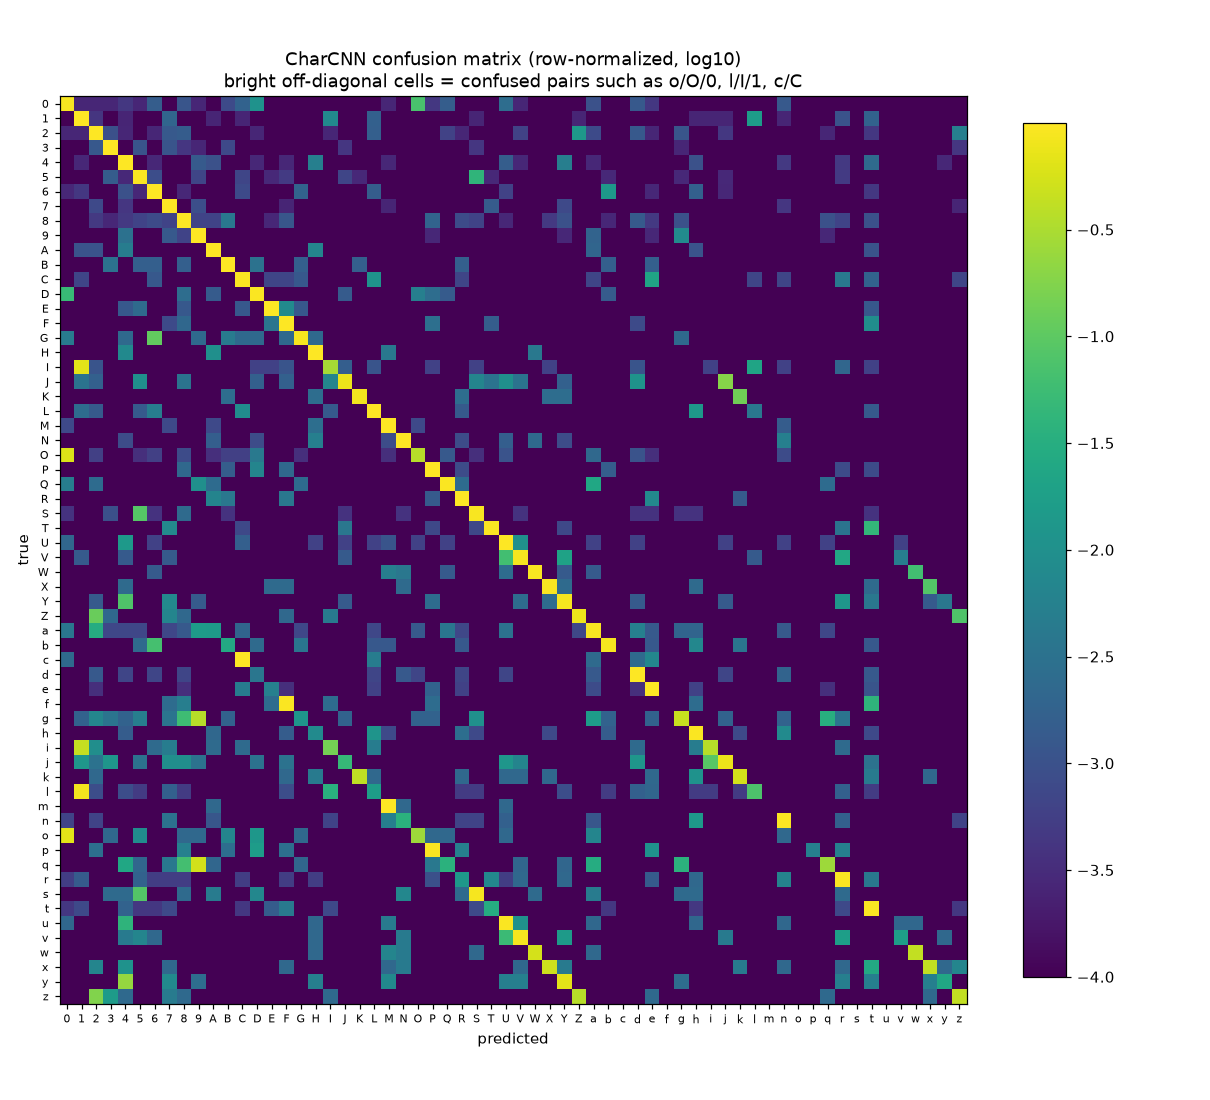 CharCNN confusion matrix (row-normalized, log10)
bright off-diagonal cells = confused pairs such as o/O/0, l/I/1, c/C
true
0
1
2
3
4
5
6
7
8
9
A
B
C
D
E
F
G
H
I
J
K
L
M
N
O
P
Q
R
S
T
U
V
W
X
Y
Z
a
b
c
d
e
f
g
h
i
j
k
l
m
n
o
p
q
r
s
t
u
v
w
x
y
z
0 1 2 3 4 5 6 7 8 9 A B C D E F G H I J K L M N O P Q R S T U V W X Y Z a b c d e f g h i j k l m n o p q r s t u v w x y z
predicted
−0.5
−1.0
−1.5
−2.0
−2.5
−3.0
−3.5
−4.0